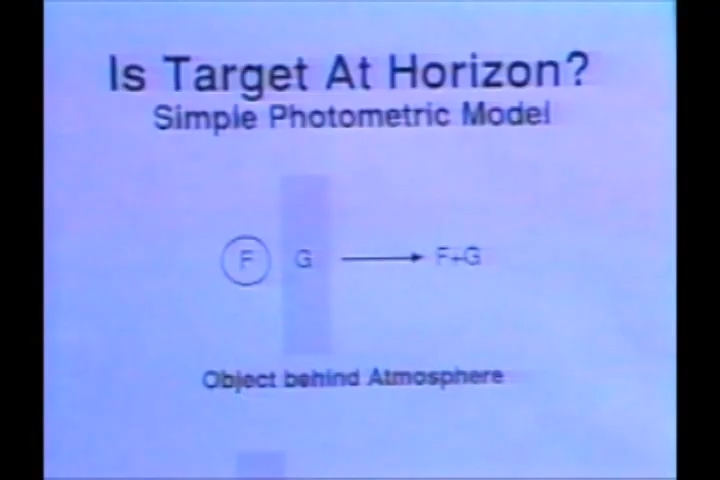 Is Target At Horizon?
Simple Photometric Model
F G F+G
Object behind Atmosphere